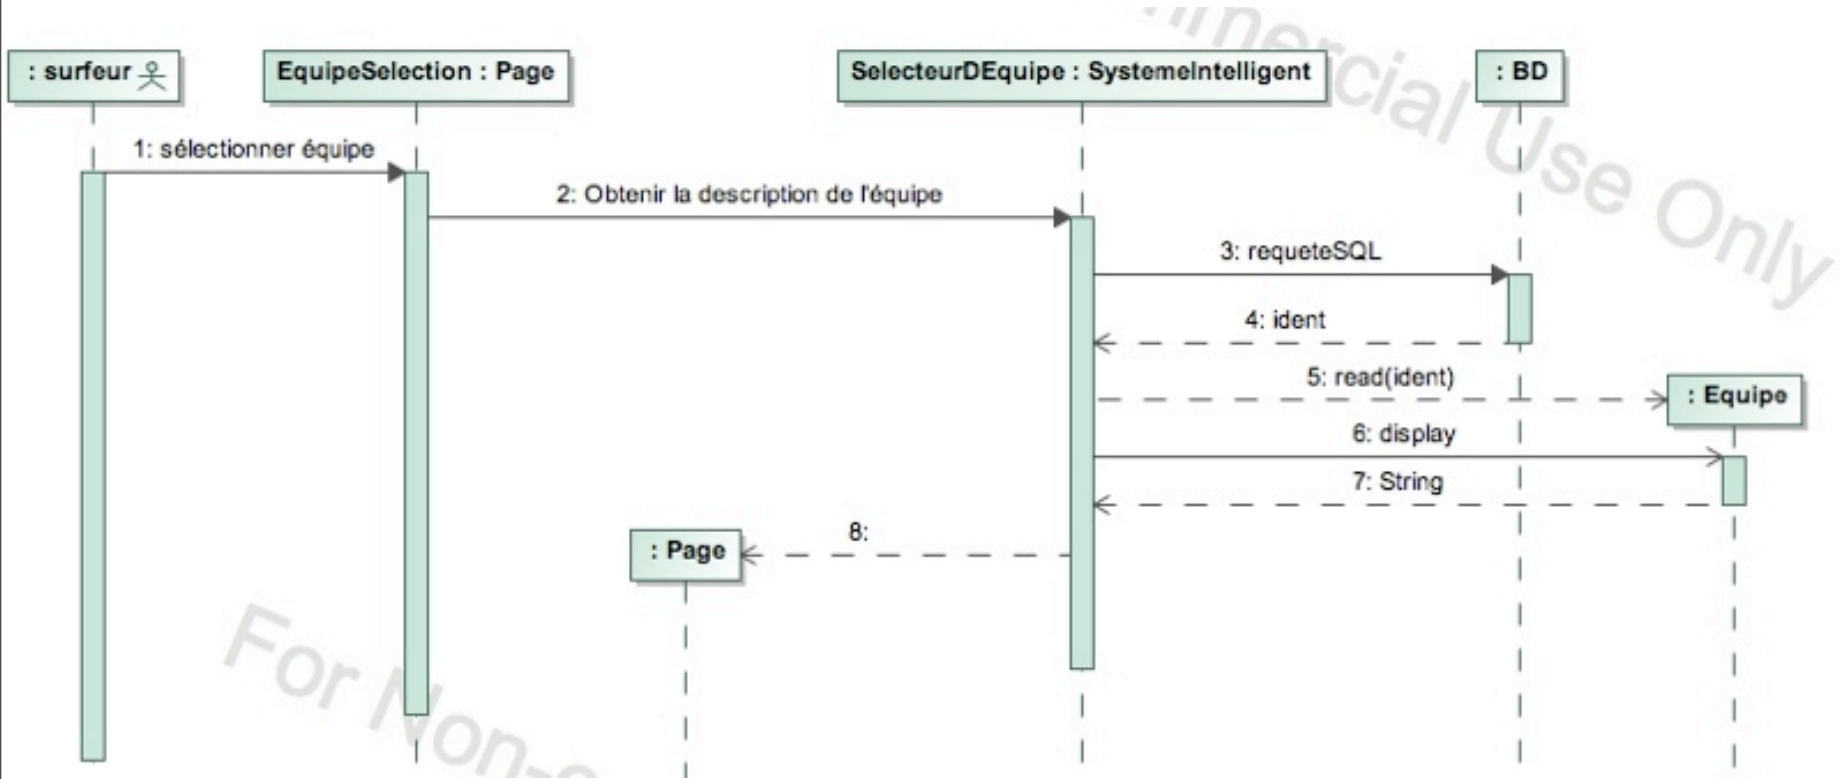 : surfeur
EquipeSelection : Page
SelecteurDEquipe : SystemeIntelligent
: BD
1: sélectionner équipe
2: Obtenir la description de l'équipe
3: requeteSQL
4: ident
5: read(ident)
: Equipe
6: display
7: String
8:
: Page
mmercial Use Only
For Non-c